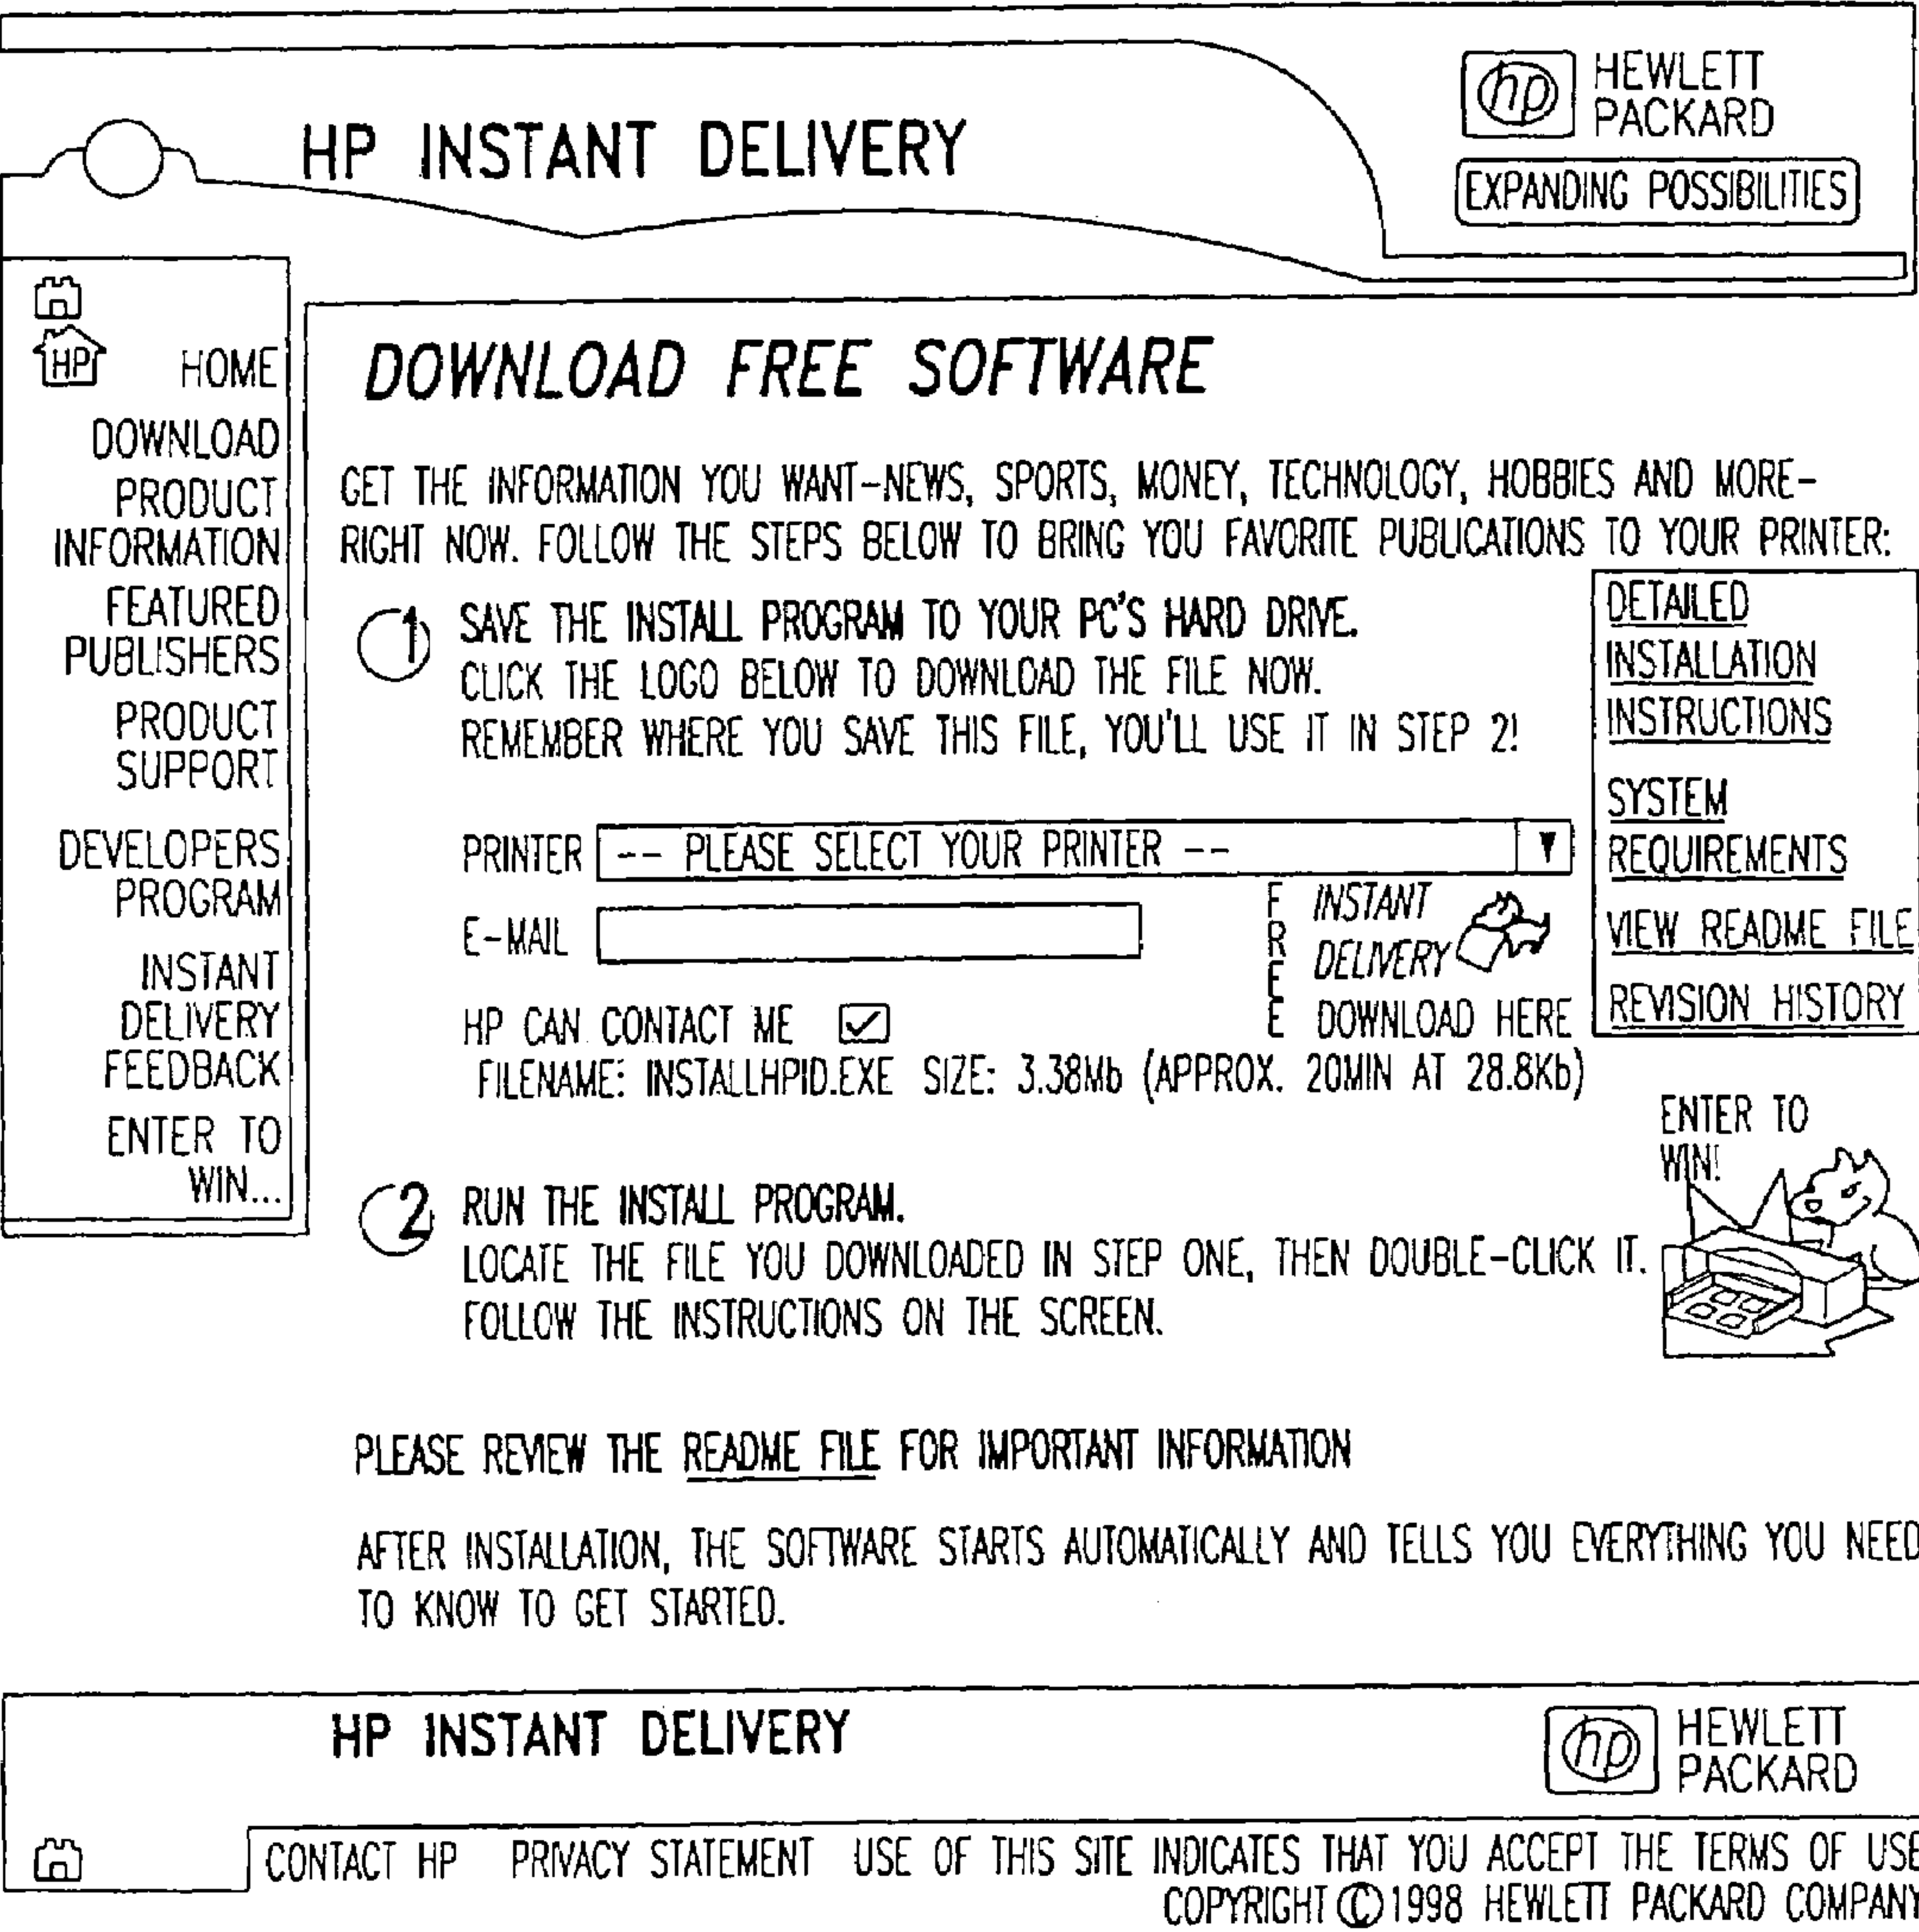 HP INSTANT DELIVERY
hp HEWLETT
PACKARD
EXPANDING POSSIBILITIES
HP HOME
DOWNLOAD
PRODUCT
INFORMATION
FEATURED
PUBLISHERS
PRODUCT
SUPPORT
DEVELOPERS
PROGRAM
INSTANT
DELIVERY
FEEDBACK
ENTER TO
WIN...
DOWNLOAD FREE SOFTWARE
GET THE INFORMATION YOU WANT-NEWS, SPORTS, MONEY, TECHNOLOGY, HOBBIES AND MORE-
RIGHT NOW. FOLLOW THE STEPS BELOW TO BRING YOU FAVORITE PUBLICATIONS TO YOUR PRINTER:
1 SAVE THE INSTALL PROGRAM TO YOUR PC'S HARD DRIVE.
CLICK THE LOGO BELOW TO DOWNLOAD THE FILE NOW.
REMEMBER WHERE YOU SAVE THIS FILE, YOU'LL USE IT IN STEP 2!
PRINTER -- PLEASE SELECT YOUR PRINTER --
E-MAIL
HP CAN CONTACT ME
FREE
INSTANT
DELIVERY
DOWNLOAD HERE
FILENAME: INSTALLHPID.EXE SIZE: 3.38Mb (APPROX. 20MIN AT 28.8Kb)
DETAILED
INSTALLATION
INSTRUCTIONS
SYSTEM
REQUIREMENTS
VIEW README FILE
REVISION HISTORY
ENTER TO
WIN!
2 RUN THE INSTALL PROGRAM.
LOCATE THE FILE YOU DOWNLOADED IN STEP ONE, THEN DOUBLE-CLICK IT.
FOLLOW THE INSTRUCTIONS ON THE SCREEN.
PLEASE REVIEW THE README FILE FOR IMPORTANT INFORMATION
AFTER INSTALLATION, THE SOFTWARE STARTS AUTOMATICALLY AND TELLS YOU EVERYTHING YOU NEED
TO KNOW TO GET STARTED.
HP INSTANT DELIVERY
hp HEWLETT
PACKARD
CONTACT HP PRIVACY STATEMENT USE OF THIS SITE INDICATES THAT YOU ACCEPT THE TERMS OF USE
COPYRIGHT © 1998 HEWLETT PACKARD COMPANY